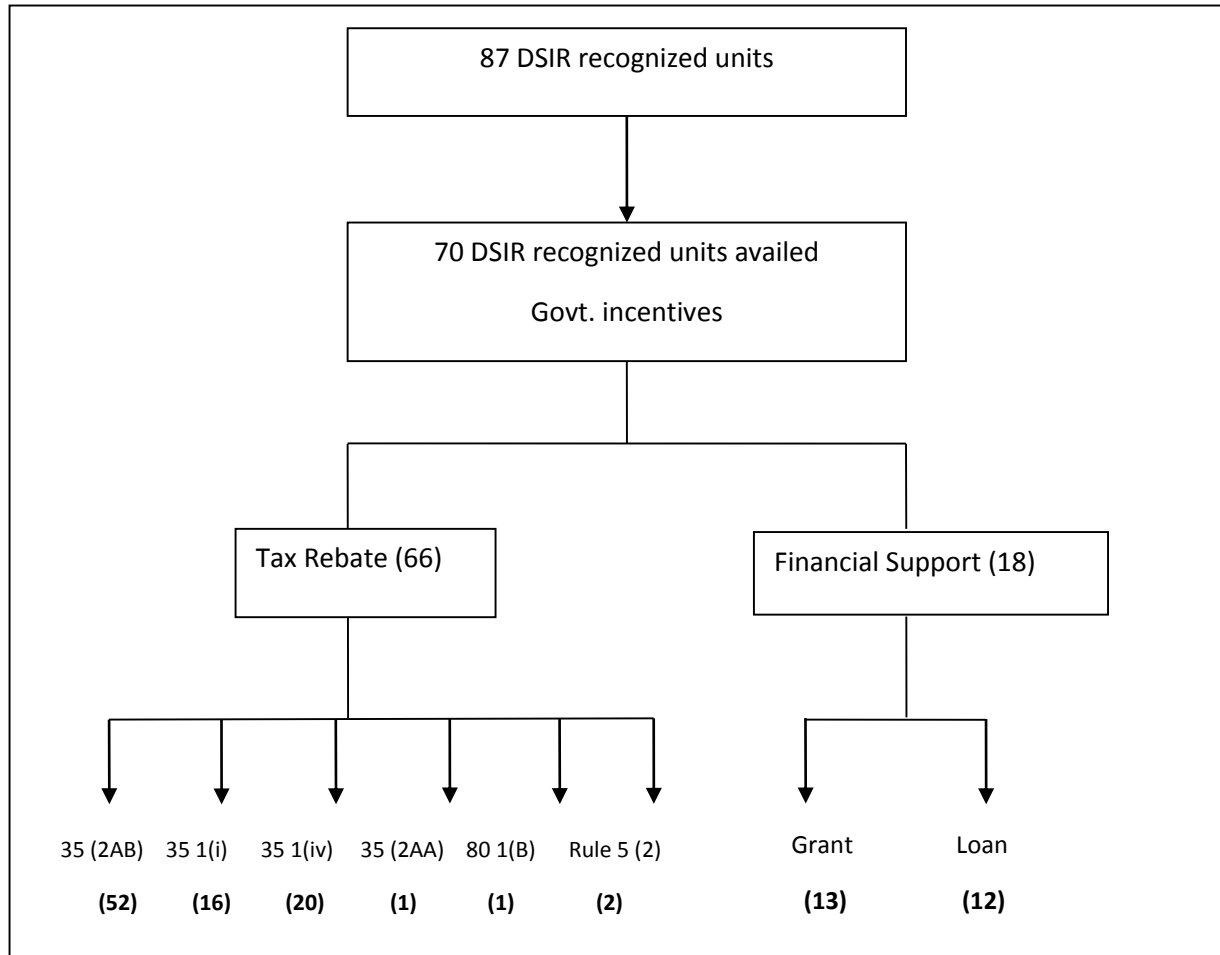 87 DSIR recognized units
70 DSIR recognized units availed
Govt. incentives
Tax Rebate (66)
Financial Support (18)
35 (2AB) 35 1(i) 35 1(iv) 35 (2AA) 80 1(B) Rule 5 (2) Grant Loan
(52) (16) (20) (1) (1) (2) (13) (12)